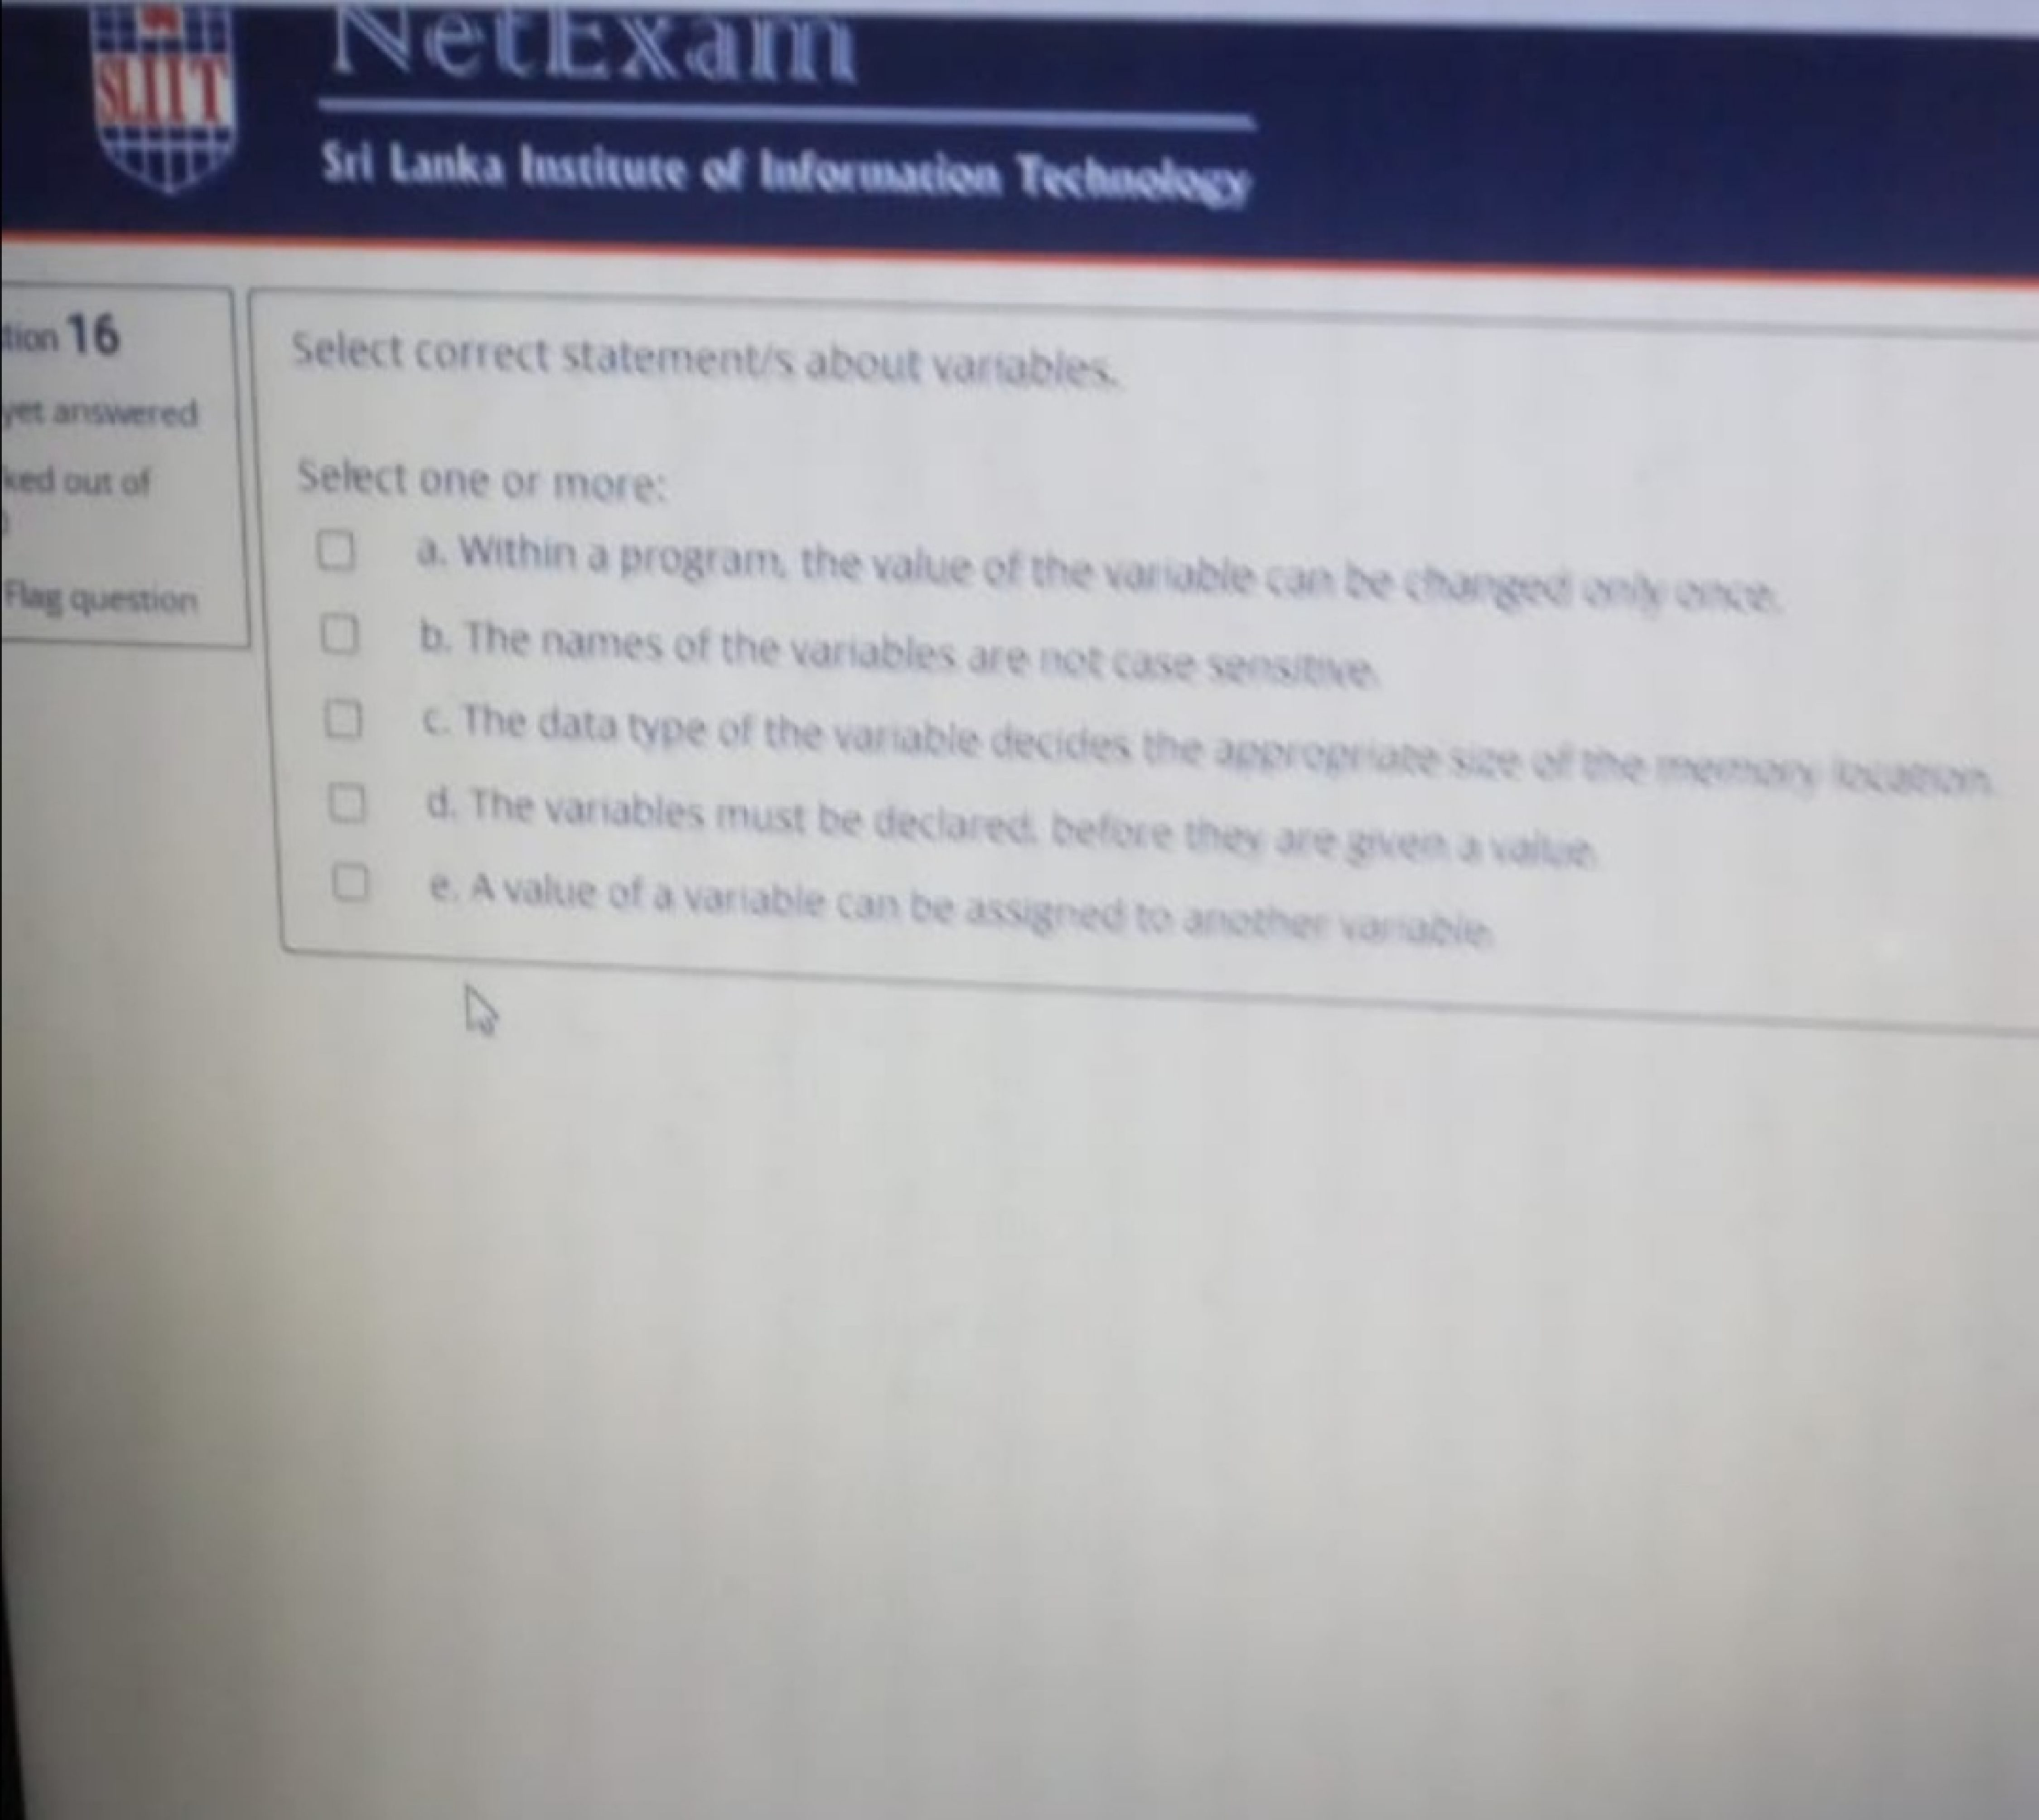 SLIIT
NetExam
Sri Lanka Institute of Information Technology
tion 16
yet answered
ked out of
Flag question
Select correct statement/s about variables.
Select one or more:
a. Within a program, the value of the variable can be changed only once.
b. The names of the variables are not case sensitive.
c. The data type of the variable decides the appropriate size of the memory location.
d. The variables must be declared, before they are given a value.
e. A value of a variable can be assigned to another variable.